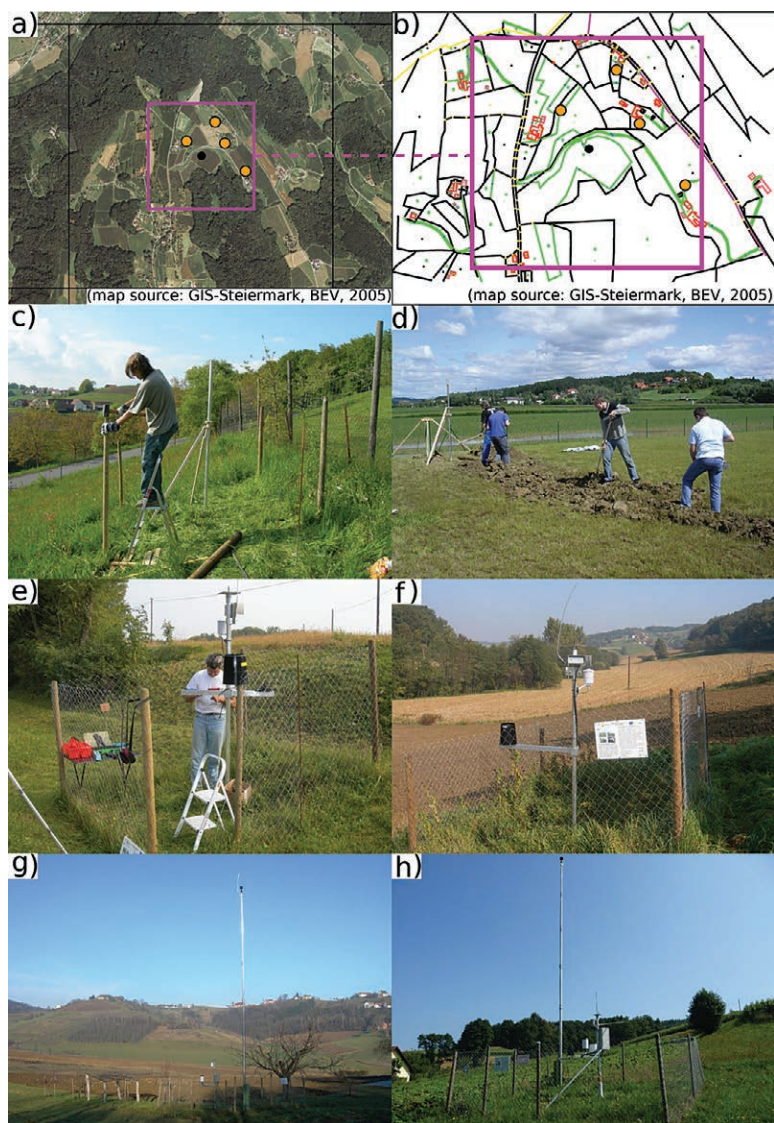 a)
b)
(map source: GIS-Steiermark, BEV, 2005)
(map source: GIS-Steiermark, BEV, 2005)
c)
d)
e)
f)
g)
h)